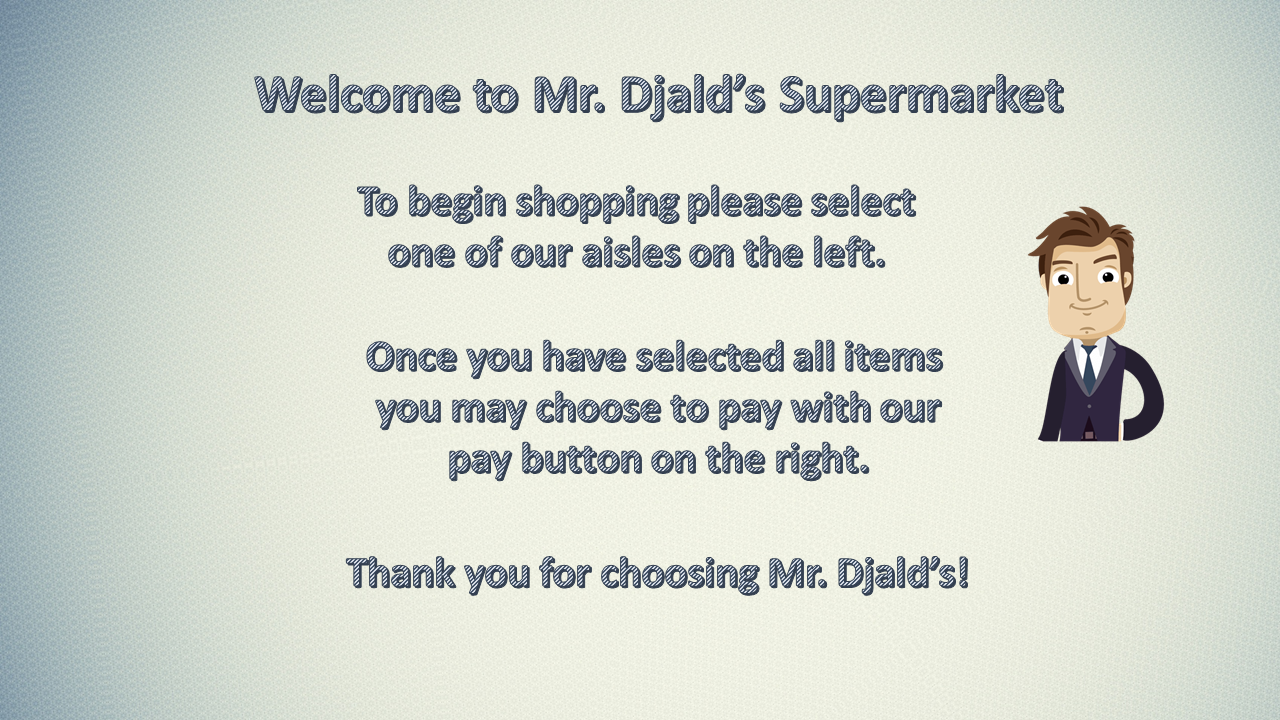 Welcome to Mr. Djald’s Supermarket
To begin shopping please select
one of our aisles on the left.
Once you have selected all items
you may choose to pay with our
pay button on the right.
Thank you for choosing Mr. Djald’s!